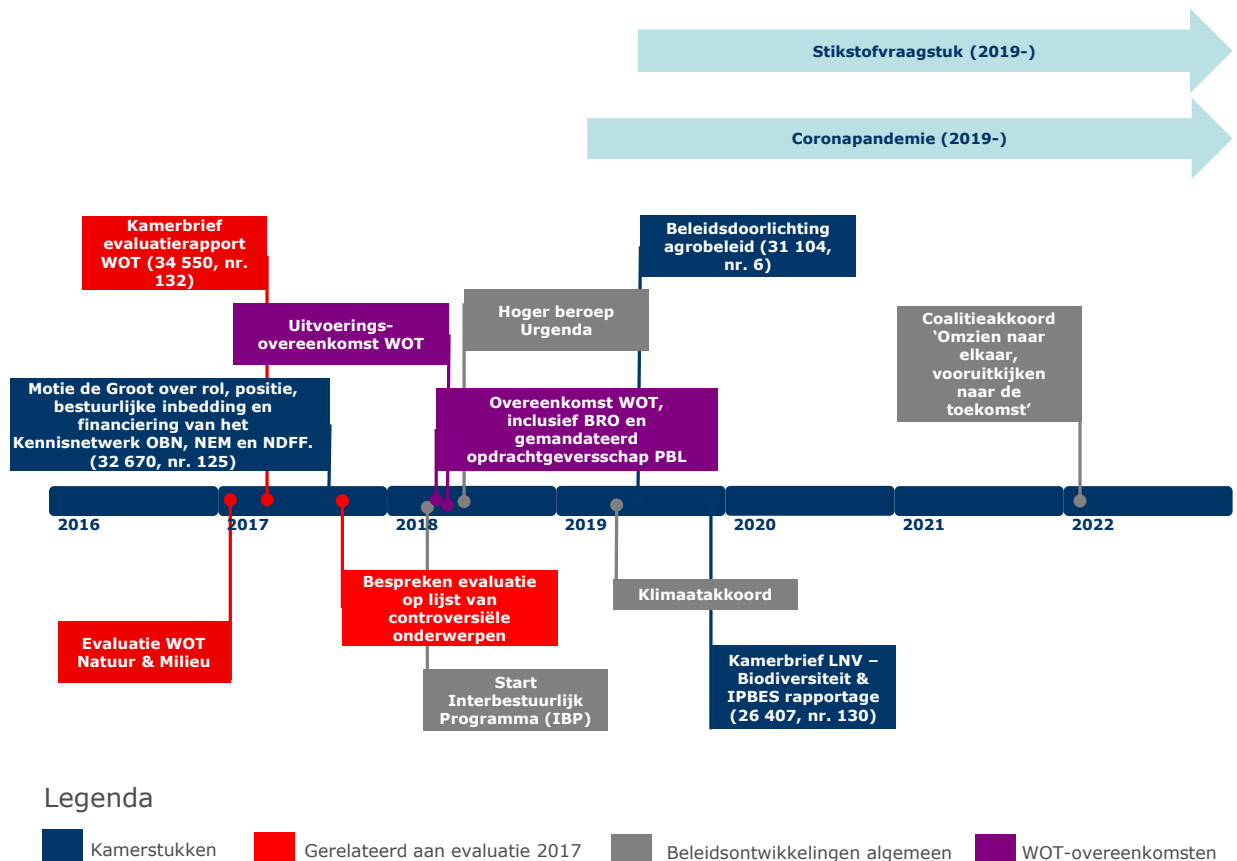 Stikstofvraagstuk (2019-)
Coronapandemie (2019-)
Kamerbrief
evaluatierapport
WOT (34 550, nr.
132)
Beleidsdoorlichting
agrobeleid (31 104,
nr. 6)
Uitvoerings-
overeenkomst WOT
Hoger beroep
Urgenda
Coalitieakkoord
‘Omzien naar
elkaar,
vooruitkijken
naar de
toekomst’
Motie de Groot over rol, positie,
bestuurlijke inbedding en
financiering van het
Kennisnetwerk OBN, NEM en NDFF.
(32 670, nr. 125)
Overeenkomst WOT,
inclusief BRO en
gemandateerd
opdrachtgeversschap PBL
2016
2017
2018
2019
2020
2021
2022
Evaluatie WOT
Natuur & Milieu
Bespreken evaluatie
op lijst van
controversiële
onderwerpen
Start
Interbestuurlijk
Programma (IBP)
Klimaatakkoord
Kamerbrief LNV –
Biodiversiteit &
IPBES rapportage
(26 407, nr. 130)
Legenda
Kamerstukken
Gerelateerd aan evaluatie 2017
Beleidsontwikkelingen algemeen
WOT-overeenkomsten